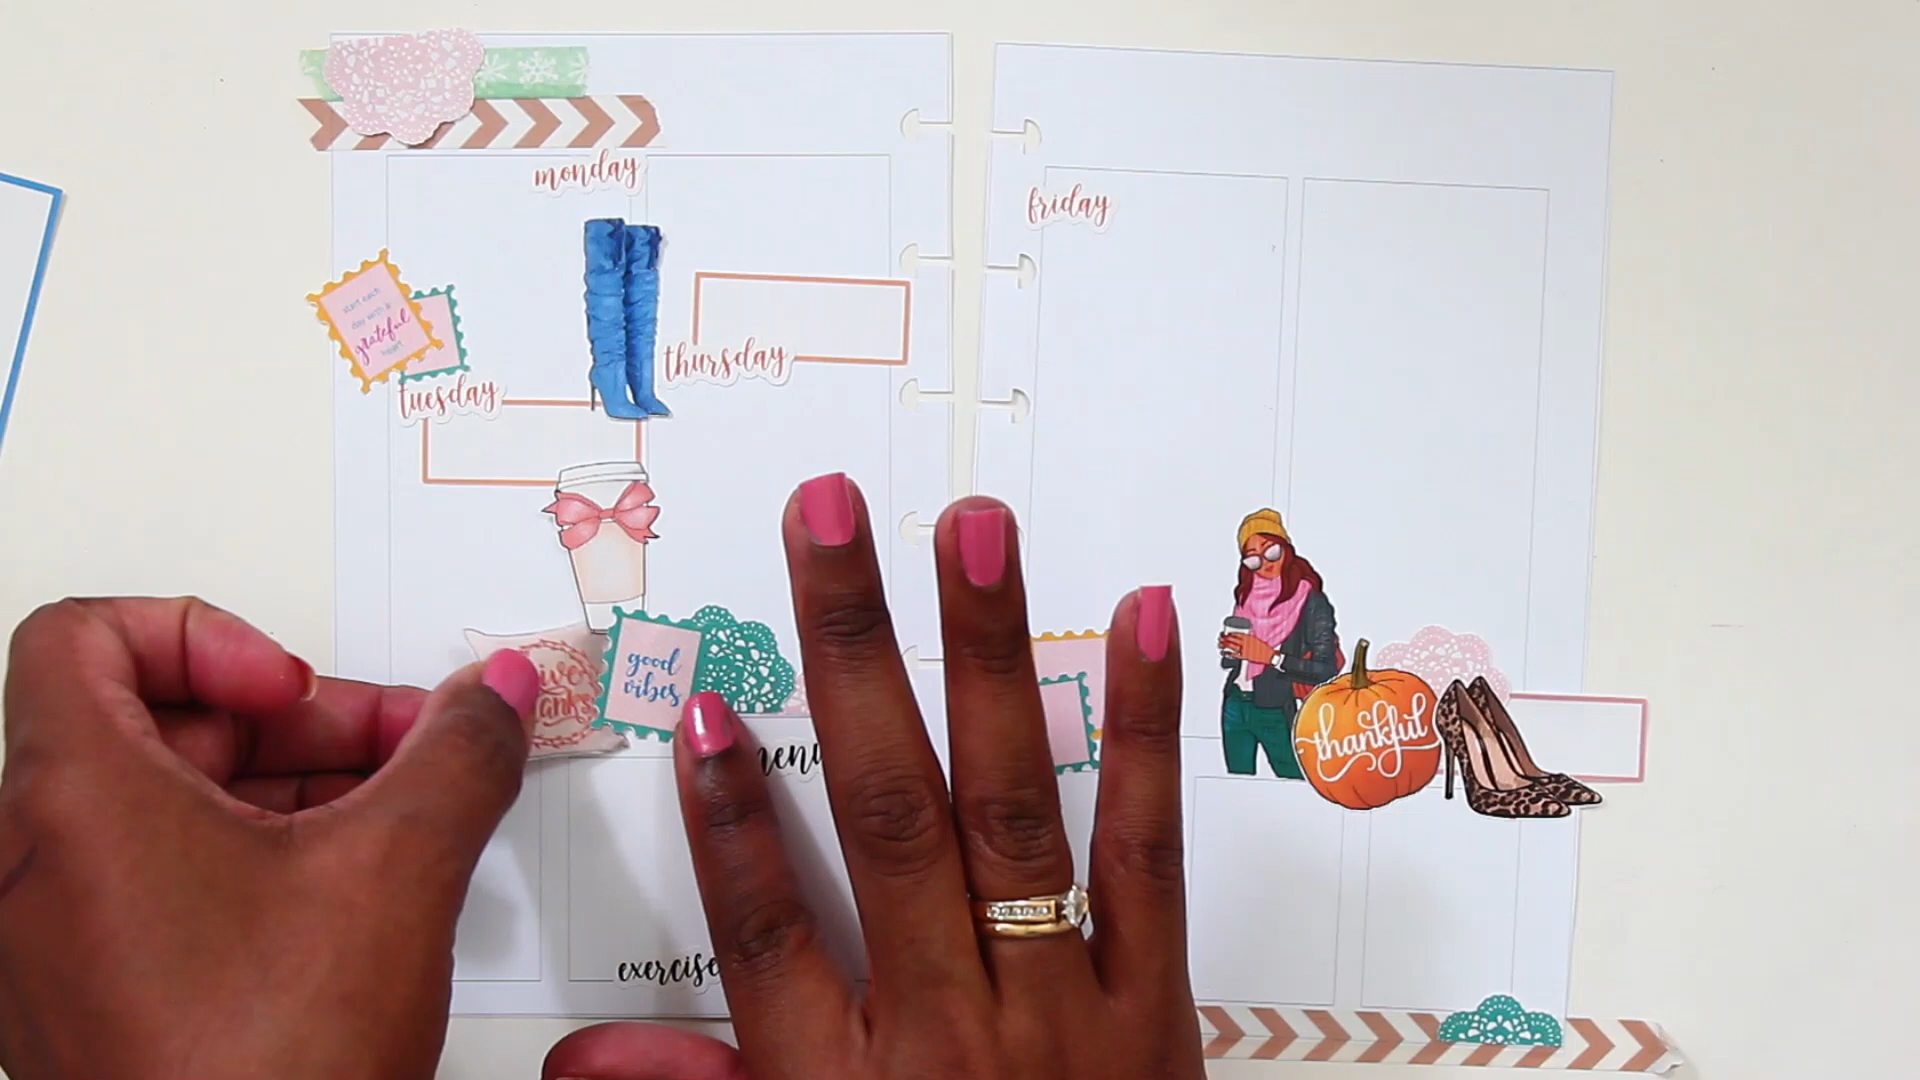 monday
friday
start each
day with a
grateful
heart
thursday
tuesday
good
vibes
thankful
exercise